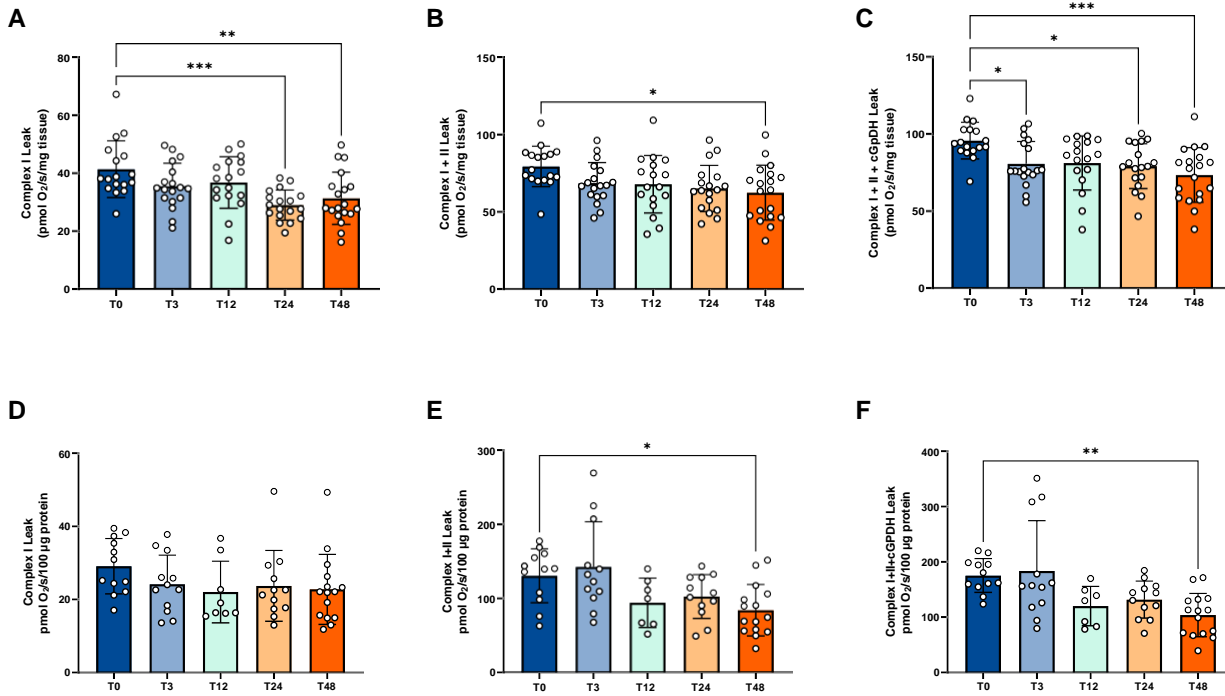 A
Complex I Leak
(pmol O₂/s/mg tissue)
80
60
40
20
0
**
***
T0 T3 T12 T24 T48
B
Complex I + II Leak
(pmol O₂/s/mg tissue)
150
100
50
0
*
T0 T3 T12 T24 T48
C
Complex I + II + cGpDH Leak
(pmol O₂/s/mg tissue)
150
100
50
0
***
*
*
T0 T3 T12 T24 T48
D
Complex I Leak
pmol O₂/s/100 µg protein
60
40
20
0
T0 T3 T12 T24 T48
E
Complex I+II Leak
pmol O₂/s/100 µg protein
300
200
100
0
*
T0 T3 T12 T24 T48
F
Complex I+II+cGPDH Leak
pmol O₂/s/100 µg protein
400
300
200
100
0
**
T0 T3 T12 T24 T48